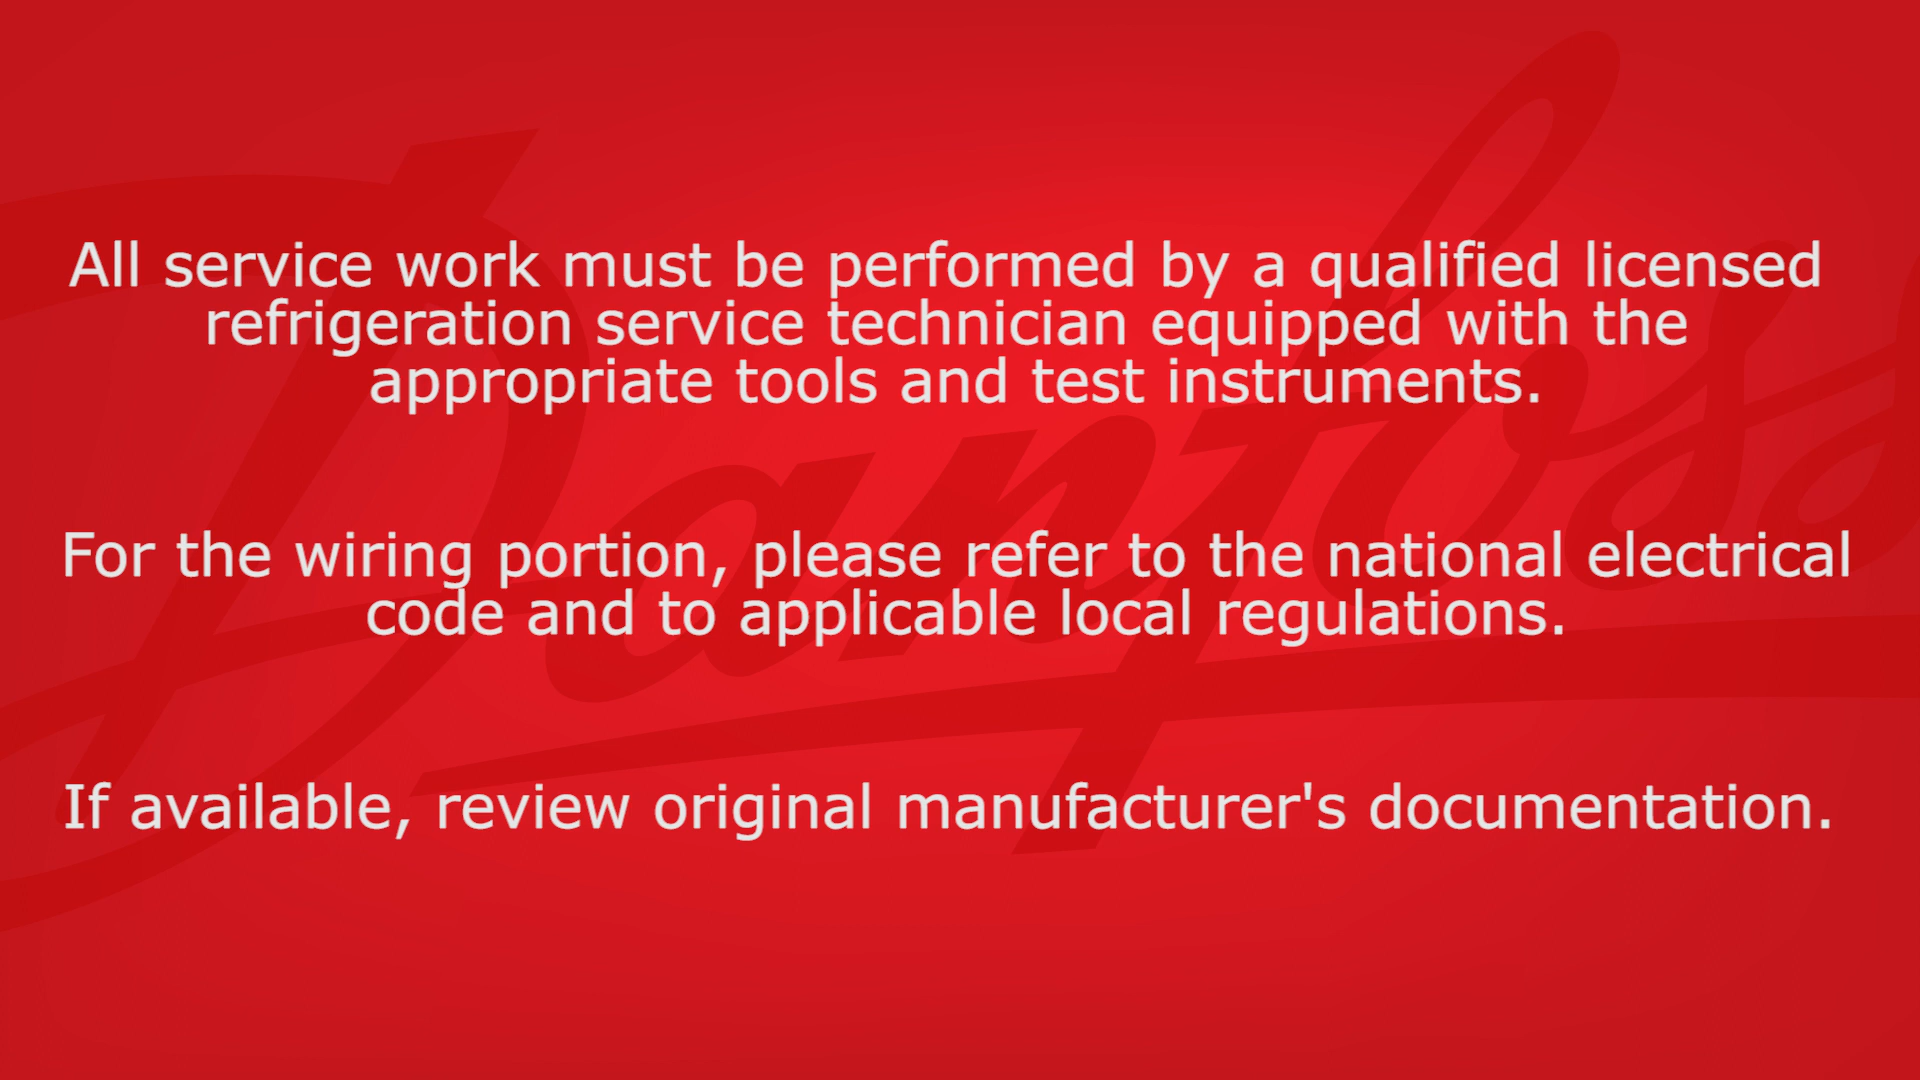 All service work must be performed by a qualified licensed
refrigeration service technician equipped with the
appropriate tools and test instruments.
For the wiring portion, please refer to the national electrical
code and to applicable local regulations.
If available, review original manufacturer's documentation.
Danfoss